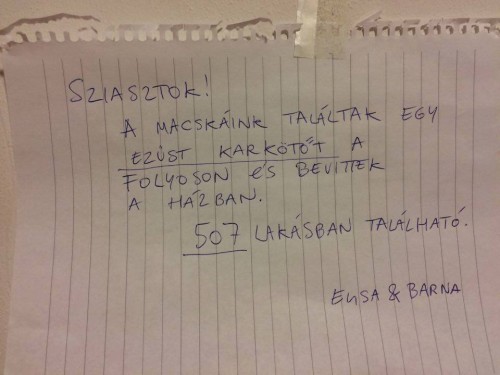 SZIASZTOK!
A MACSKÁINK TALÁLTAK EGY
EZÜST KARKÖTŐT A
FOLYOSON ÉS BEVITTEK
A HÁZBAN.
507 LAKÁSBAN TALÁLHATÓ.
ELISA & BARNA